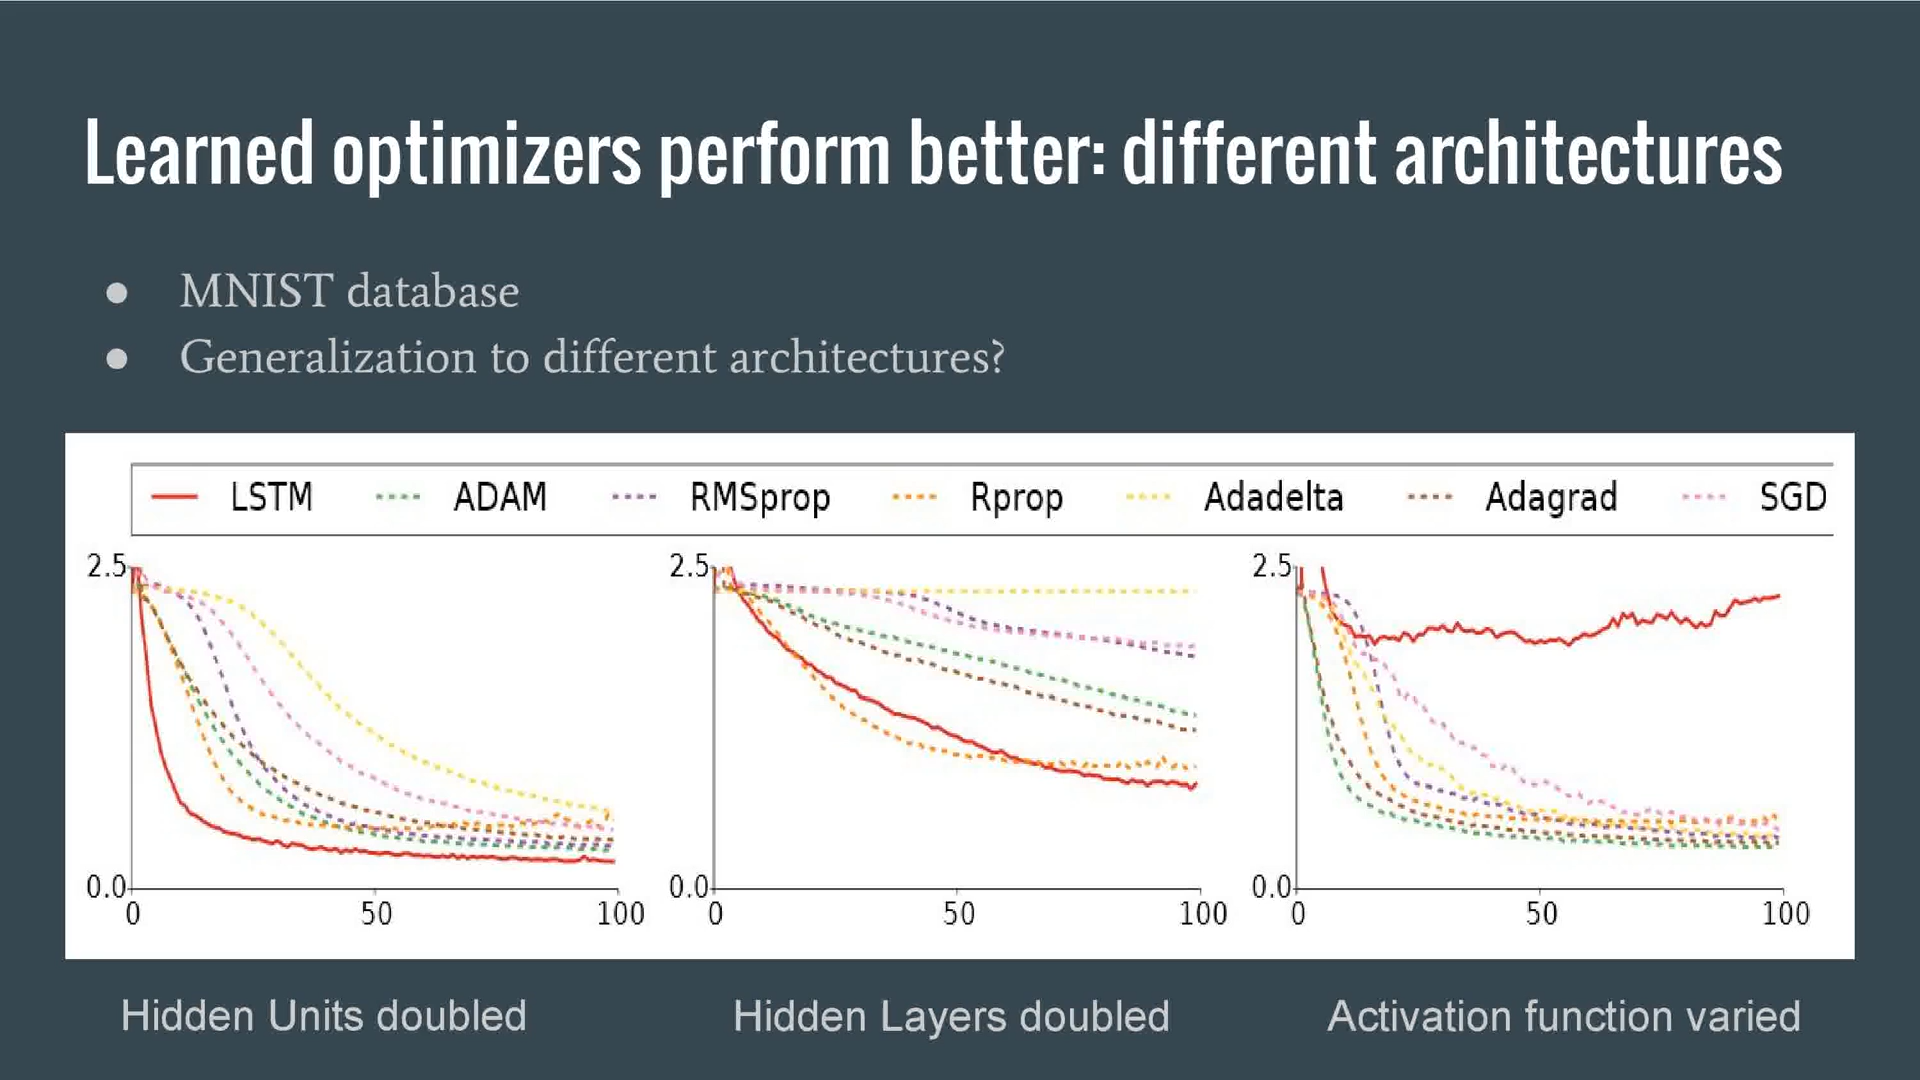 Learned optimizers perform better: different architectures
● MNIST database
● Generalization to different architectures?
LSTM ADAM RMSprop Rprop Adadelta Adagrad SGD
2.5 2.5 2.5
0.0 0.0 0.0
0 50 100 0 50 100 0 50 100
Hidden Units doubled Hidden Layers doubled Activation function varied